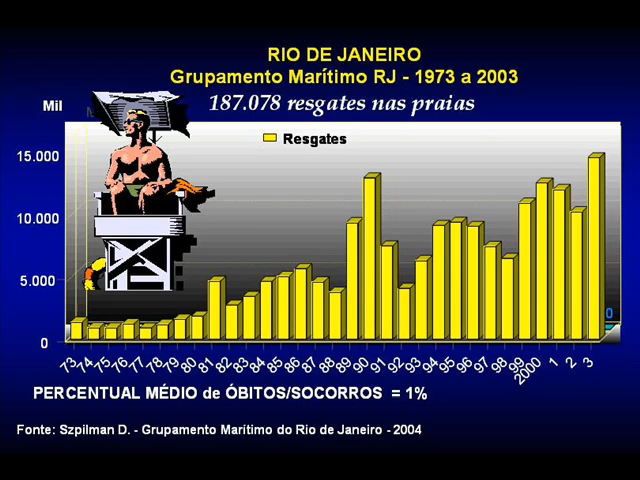 RIO DE JANEIRO
Grupamento Marítimo RJ - 1973 a 2003
187.078 resgates nas praias
Mil
Resgates
15.000
10.000
5.000
0
0
73 74 75 76 77 78 79 80 81 82 83 84 85 86 87 88 89 90 91 92 93 94 95 96 97 98 99 2000 1 2 3
PERCENTUAL MÉDIO de ÓBITOS/SOCORROS = 1%
Fonte: Szpilman D. - Grupamento Marítimo do Rio de Janeiro - 2004